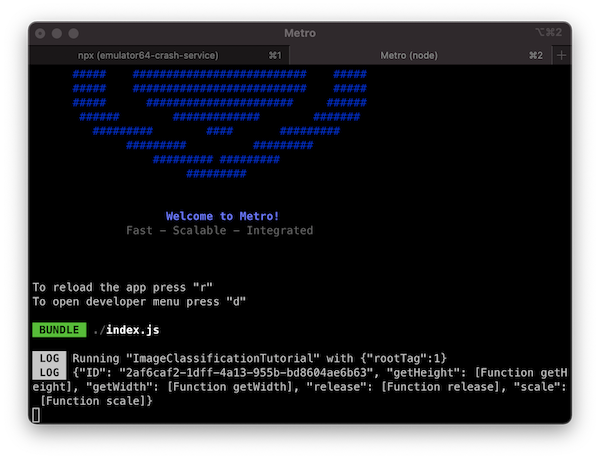 Metro
⌥⌘2
npx (emulator64-crash-service) ⌘1
Metro (node) ⌘2 +
##### ########################## #####
##### ########################## #####
##### ###################### ######
###### ############# #######
######### #### #########
######### #########
######### #########
#########
Welcome to Metro!
Fast - Scalable - Integrated
To reload the app press "r"
To open developer menu press "d"
BUNDLE ./index.js
LOG Running "ImageClassificationTutorial" with {"rootTag":1}
LOG {"ID": "2af6caf2-1dff-4a13-955b-bd8604ae6b63", "getHeight": [Function getH
eight], "getWidth": [Function getWidth], "release": [Function release], "scale":
[Function scale]}